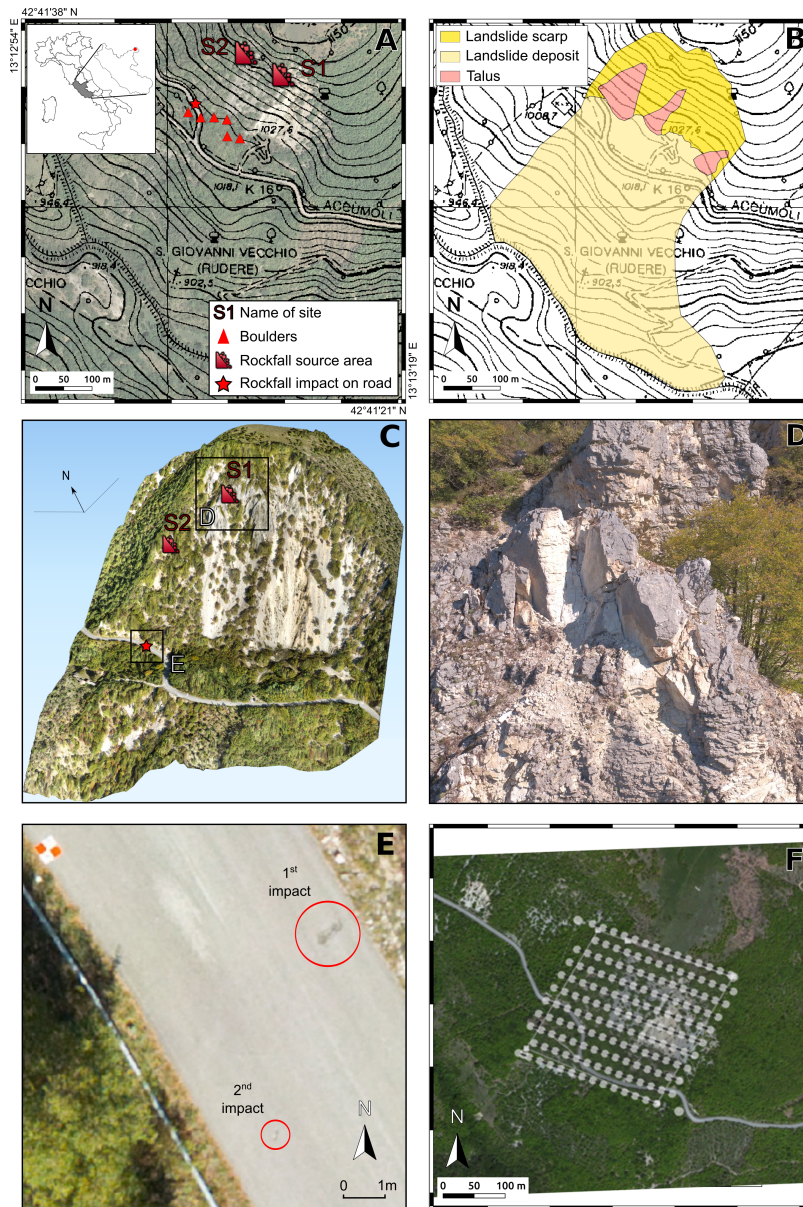 42°41'38" N
13°12'54" E
A
S2
S1
1027,6
1018,1
K 16
ACCUMOLI
946,4
S. GIOVANNI VECCHIO
(RUDERE)
918,4
902,5
CCHIO
N
0 50 100 m
S1 Name of site
Boulders
Rockfall source area
Rockfall impact on road
13°13'19" E
42°41'21" N
B
Landslide scarp
Landslide deposit
Talus
1008,7
1027,6
1018,1
K 16
ACCUMOLI
946,4
S. GIOVANNI VECCHIO
(RUDERE)
918,4
902,5
CCHIO
N
0 50 100 m
C
N
S1
D
S2
E
D
E
1st
impact
2nd
impact
N
0 1m
F
N
0 50 100 m